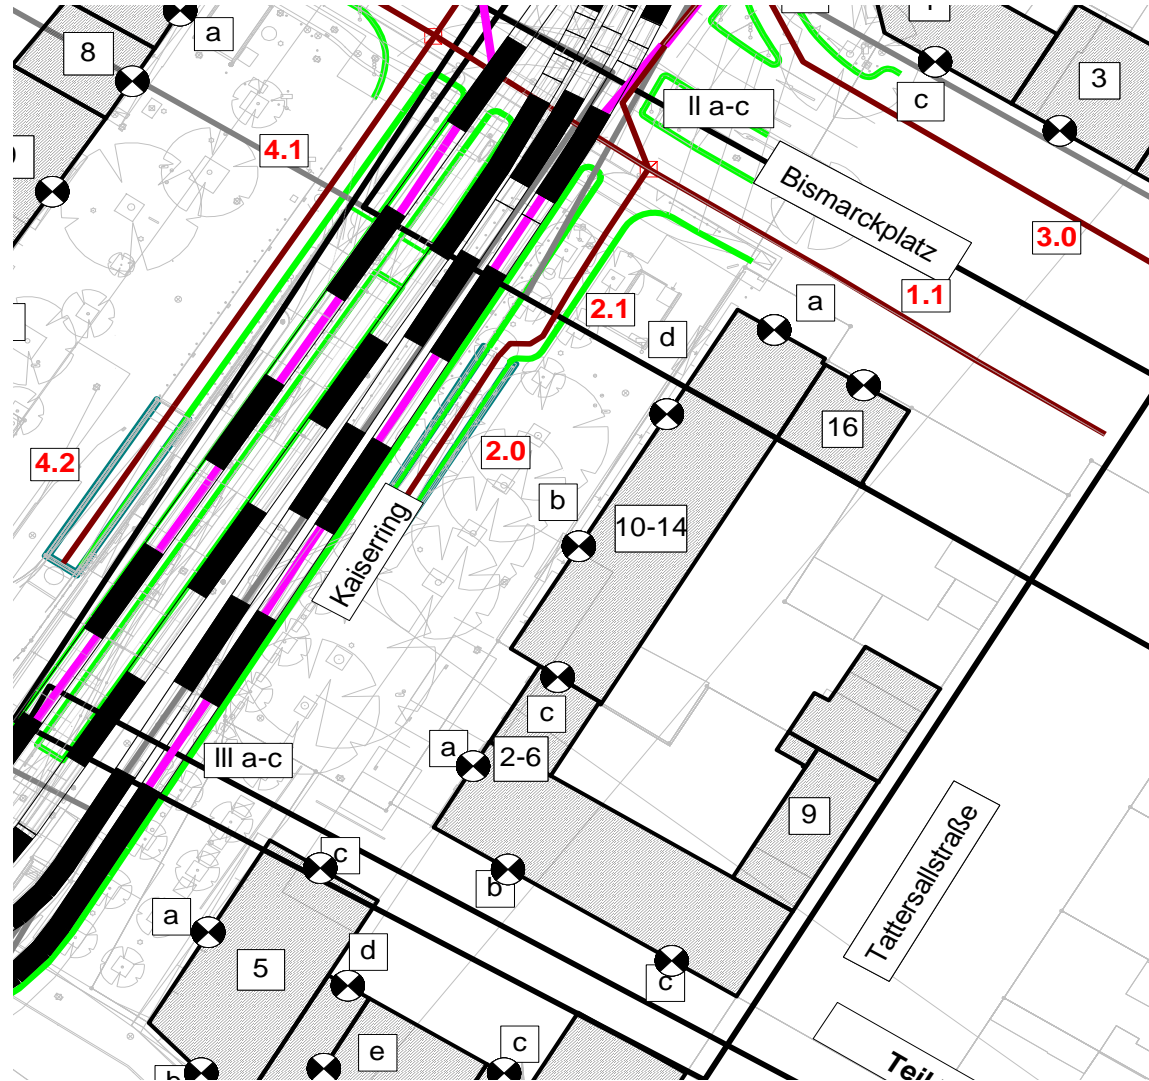 a
8
c
3
II a-c
4.1
Bismarckplatz
3.0
1.1
2.1
a
d
16
4.2
2.0
b
10-14
Kaiserring
c
a
2-6
III a-c
9
c
b
Tattersallstraße
a
d
5
c
c
e
b